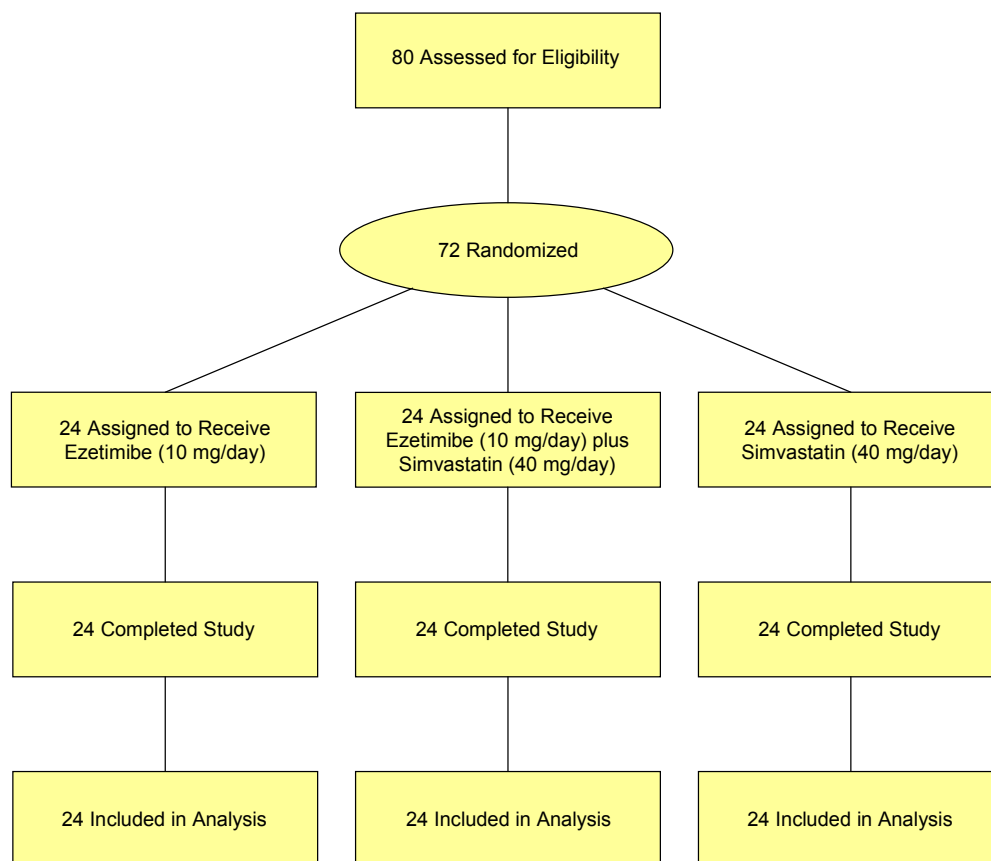 80 Assessed for Eligibility
72 Randomized
24 Assigned to Receive
Ezetimibe (10 mg/day)
24 Assigned to Receive
Ezetimibe (10 mg/day) plus
Simvastatin (40 mg/day)
24 Assigned to Receive
Simvastatin (40 mg/day)
24 Completed Study
24 Completed Study
24 Completed Study
24 Included in Analysis
24 Included in Analysis
24 Included in Analysis